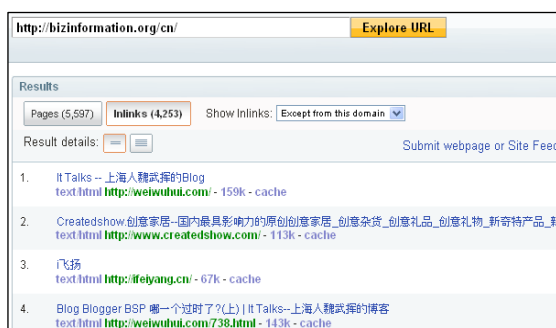 http://bizinformation.org/cn/ Explore URL
Results
Pages (5,597) Inlinks (4,253) Show Inlinks: Except from this domain
Result details: Submit webpage or Site Feed
1. It Talks -- 上海人魏武挥的Blog
text/html http://weiwuhui.com/ - 159k - cache
2. Createdshow.创意家居--国内最具影响力的原创创意家居_创意杂货_创意礼品_创意礼物_新奇特产品_新
text/html http://www.createdshow.com/ - 113k - cache
3. i飞扬
text/html http://ifeiyang.cn/ - 67k - cache
4. Blog Blogger BSP 哪一个过时了?(上) | It Talks--上海人魏武挥的博客
text/html http://weiwuhui.com/738.html - 143k - cache